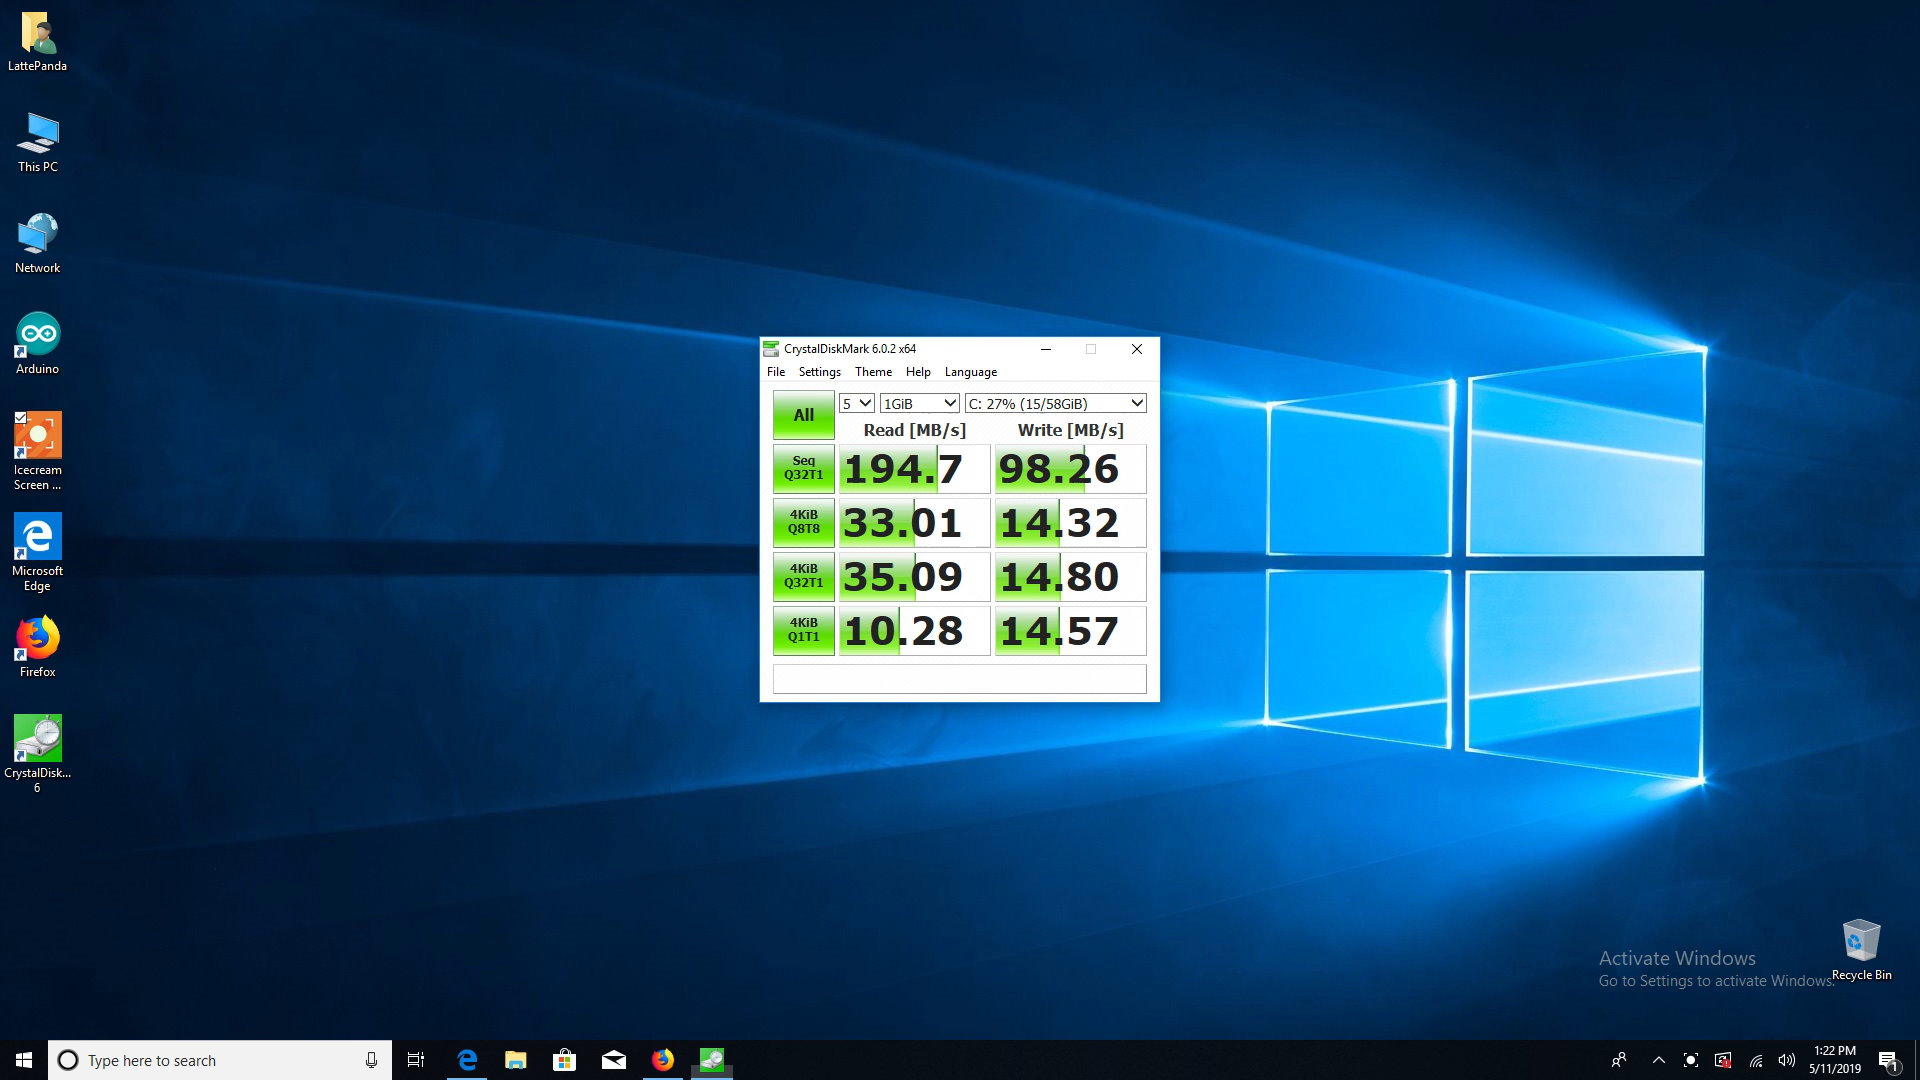 LattePanda
This PC
Network
Arduino
Icecream
Screen ...
Microsoft
Edge
Firefox
CrystalDisk...
6
CrystalDiskMark 6.0.2 x64
File Settings Theme Help Language
All 5 1GiB C: 27% (15/58GiB)
Read [MB/s] Write [MB/s]
Seq
Q32T1 194.7 98.26
4KiB
Q8T8 33.01 14.32
4KiB
Q32T1 35.09 14.80
4KiB
Q1T1 10.28 14.57
Activate Windows
Go to Settings to activate Windows.
Recycle Bin
Type here to search
1:22 PM
5/11/2019
1